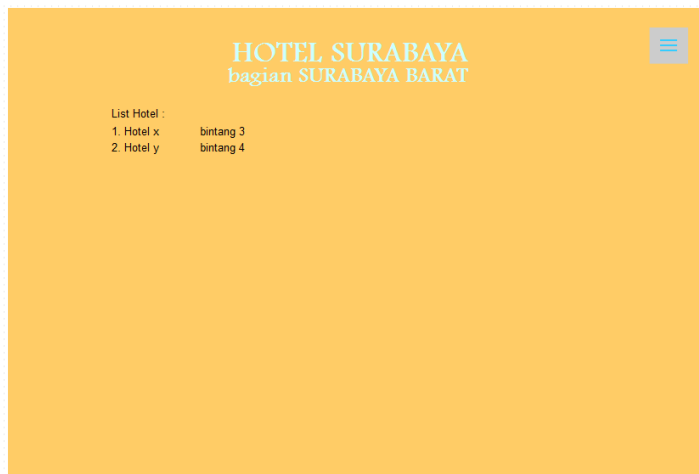 HOTEL SURABAYA
bagian SURABAYA BARAT
List Hotel :
1. Hotel x bintang 3
2. Hotel y bintang 4